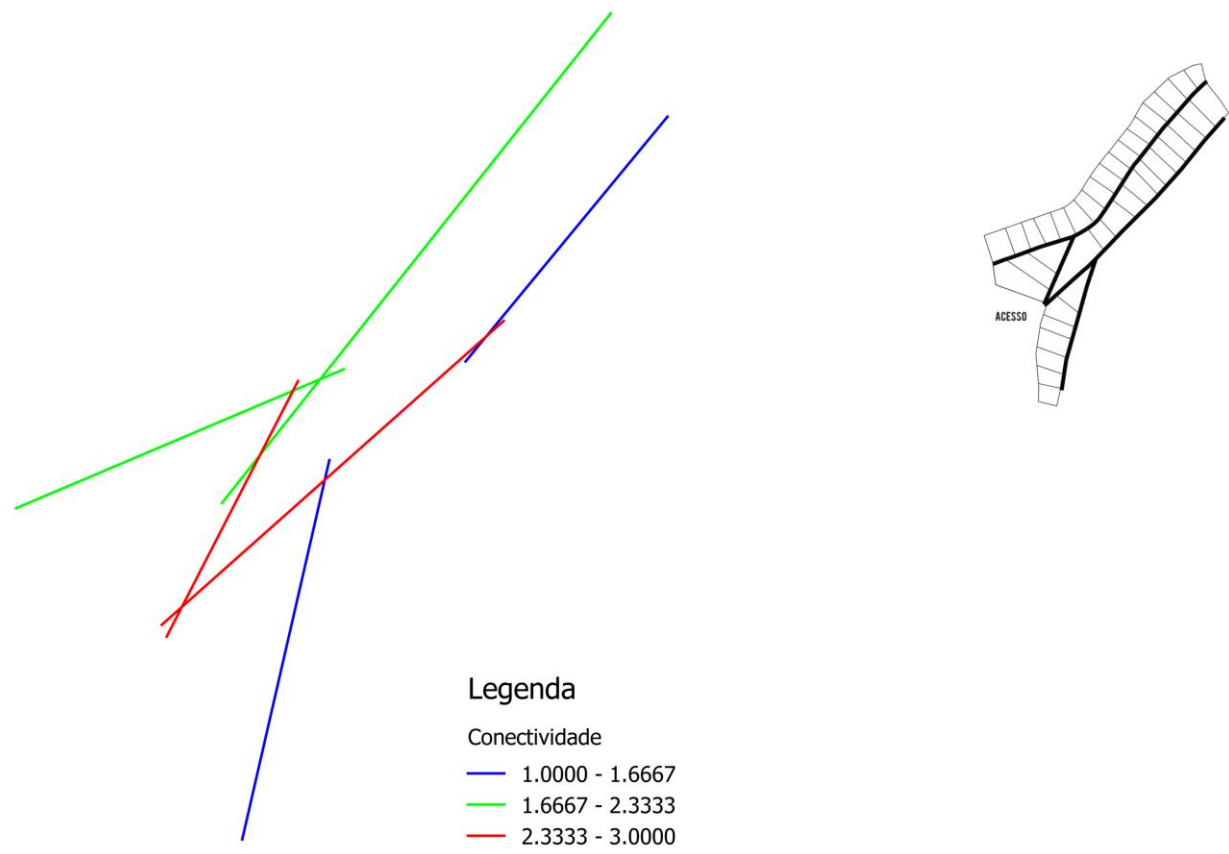 ACESSO
Legenda
Conectividade
1.0000 - 1.6667
1.6667 - 2.3333
2.3333 - 3.0000